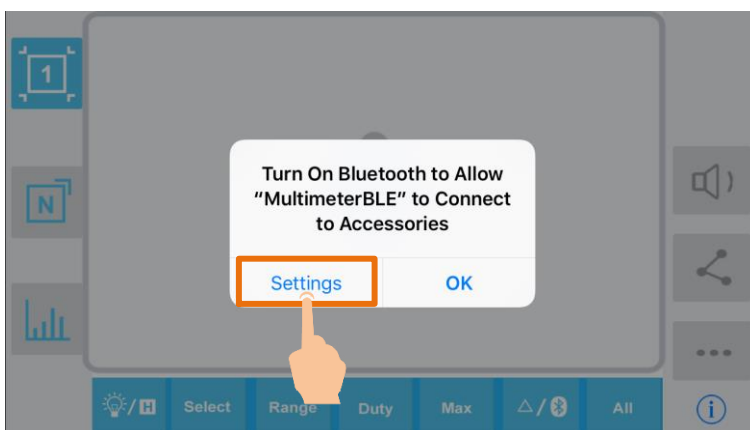 1
N
Turn On Bluetooth to Allow
“MultimeterBLE” to Connect
to Accessories
Settings
OK
/H
Select
Range
Duty
Max
△/
All
i